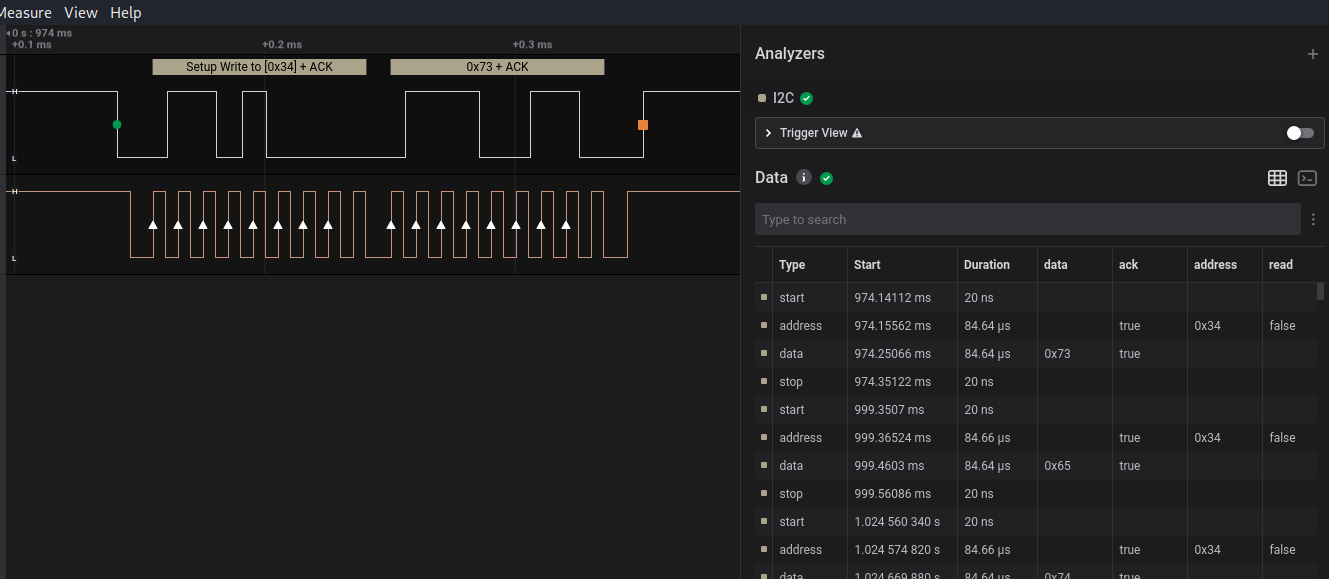 Measure View Help
0 s : 974 ms
+0.1 ms +0.2 ms +0.3 ms
Setup Write to [0x34] + ACK 0x73 + ACK
H
L
H
L
Analyzers +
I2C
Trigger View
Data
Type to search
Type Start Duration data ack address read
start 974.14112 ms 20 ns
address 974.15562 ms 84.64 µs true 0x34 false
data 974.25066 ms 84.64 µs 0x73 true
stop 974.35122 ms 20 ns
start 999.3507 ms 20 ns
address 999.36524 ms 84.66 µs true 0x34 false
data 999.4603 ms 84.64 µs 0x65 true
stop 999.56086 ms 20 ns
start 1.024 560 340 s 20 ns
address 1.024 574 820 s 84.66 µs true 0x34 false
data 1.024 669 880 s 84.64 µs 0x74 true